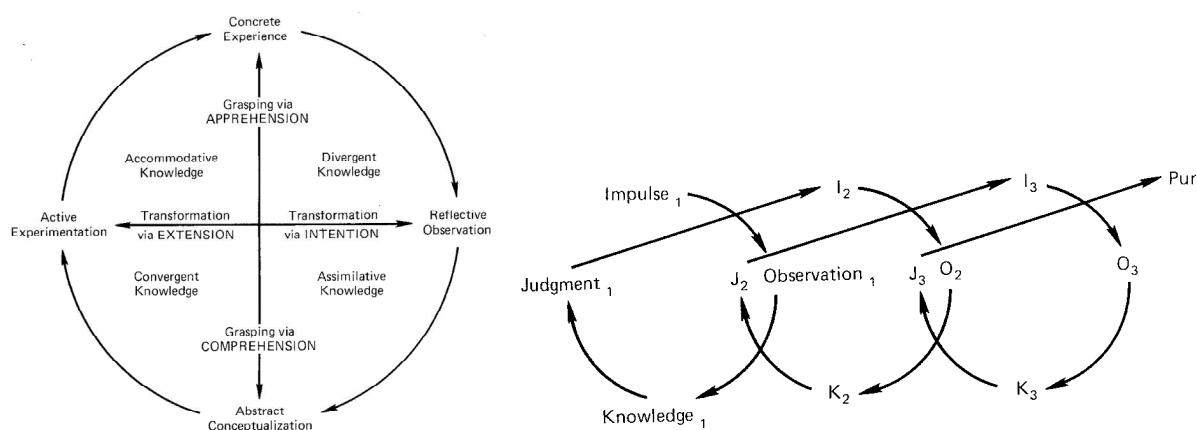 Concrete
Experience
Grasping via
APPREHENSION
Accommodative
Knowledge
Divergent
Knowledge
Active
Experimentation
Transformation
via EXTENSION
Transformation
via INTENTION
Reflective
Observation
Convergent
Knowledge
Assimilative
Knowledge
Grasping via
COMPREHENSION
Abstract
Conceptualization
Impulse 1
I2
I3
Pur
Judgment 1
J2
Observation 1
J3
O2
O3
Knowledge 1
K2
K3